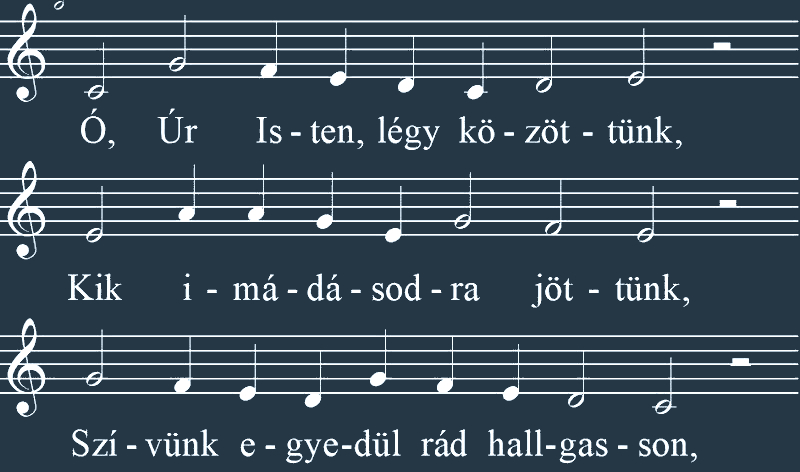 Ó, Úr Is - ten, légy kö - zöt - tünk,
Kik i - má - dá - sod - ra jöt - tünk,
Szí - vünk e - gye-dül rád hall-gas - son,